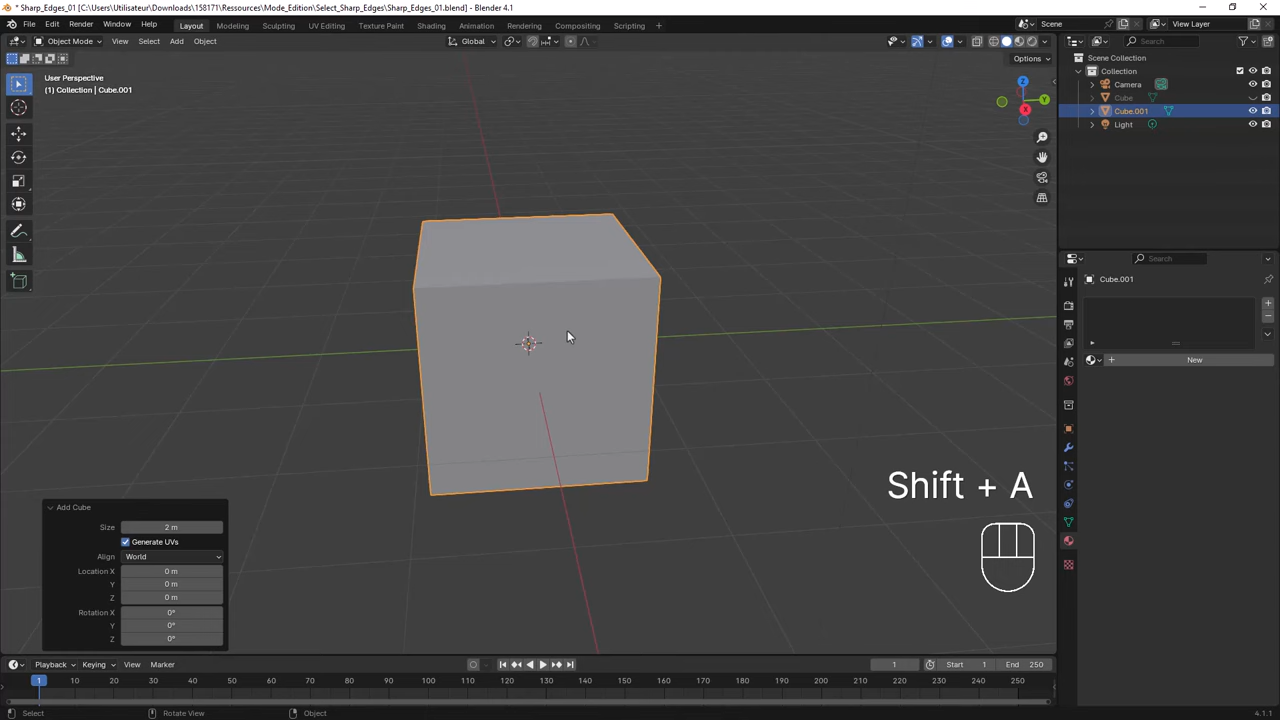 * Sharp_Edges_01 [C:\Users\Utilisateur\Downloads\158171\Ressources\Mode_Edition\Select_Sharp_Edges\Sharp_Edges_01.blend] - Blender 4.1
File Edit Render Window Help Layout Modeling Sculpting UV Editing Texture Paint Shading Animation Rendering Compositing Scripting + Scene View Layer
Object Mode View Select Add Object Global Search
Options
User Perspective
(1) Collection | Cube.001
Scene Collection
Collection
Camera
Cube
Cube.001
Light
Z
Y
X
Search
Cube.001
New
Shift + A
Add Cube
Size 2 m
Generate UVs
Align World
Location X 0 m
Y 0 m
Z 0 m
Rotation X 0°
Y 0°
Z 0°
Playback Keying View Marker 1 Start 1 End 250
1 10 20 30 40 50 60 70 80 90 100 110 120 130 140 150 160 170 180 190 200 210 220 230 240 250
Select Rotate View Object 4.1.1